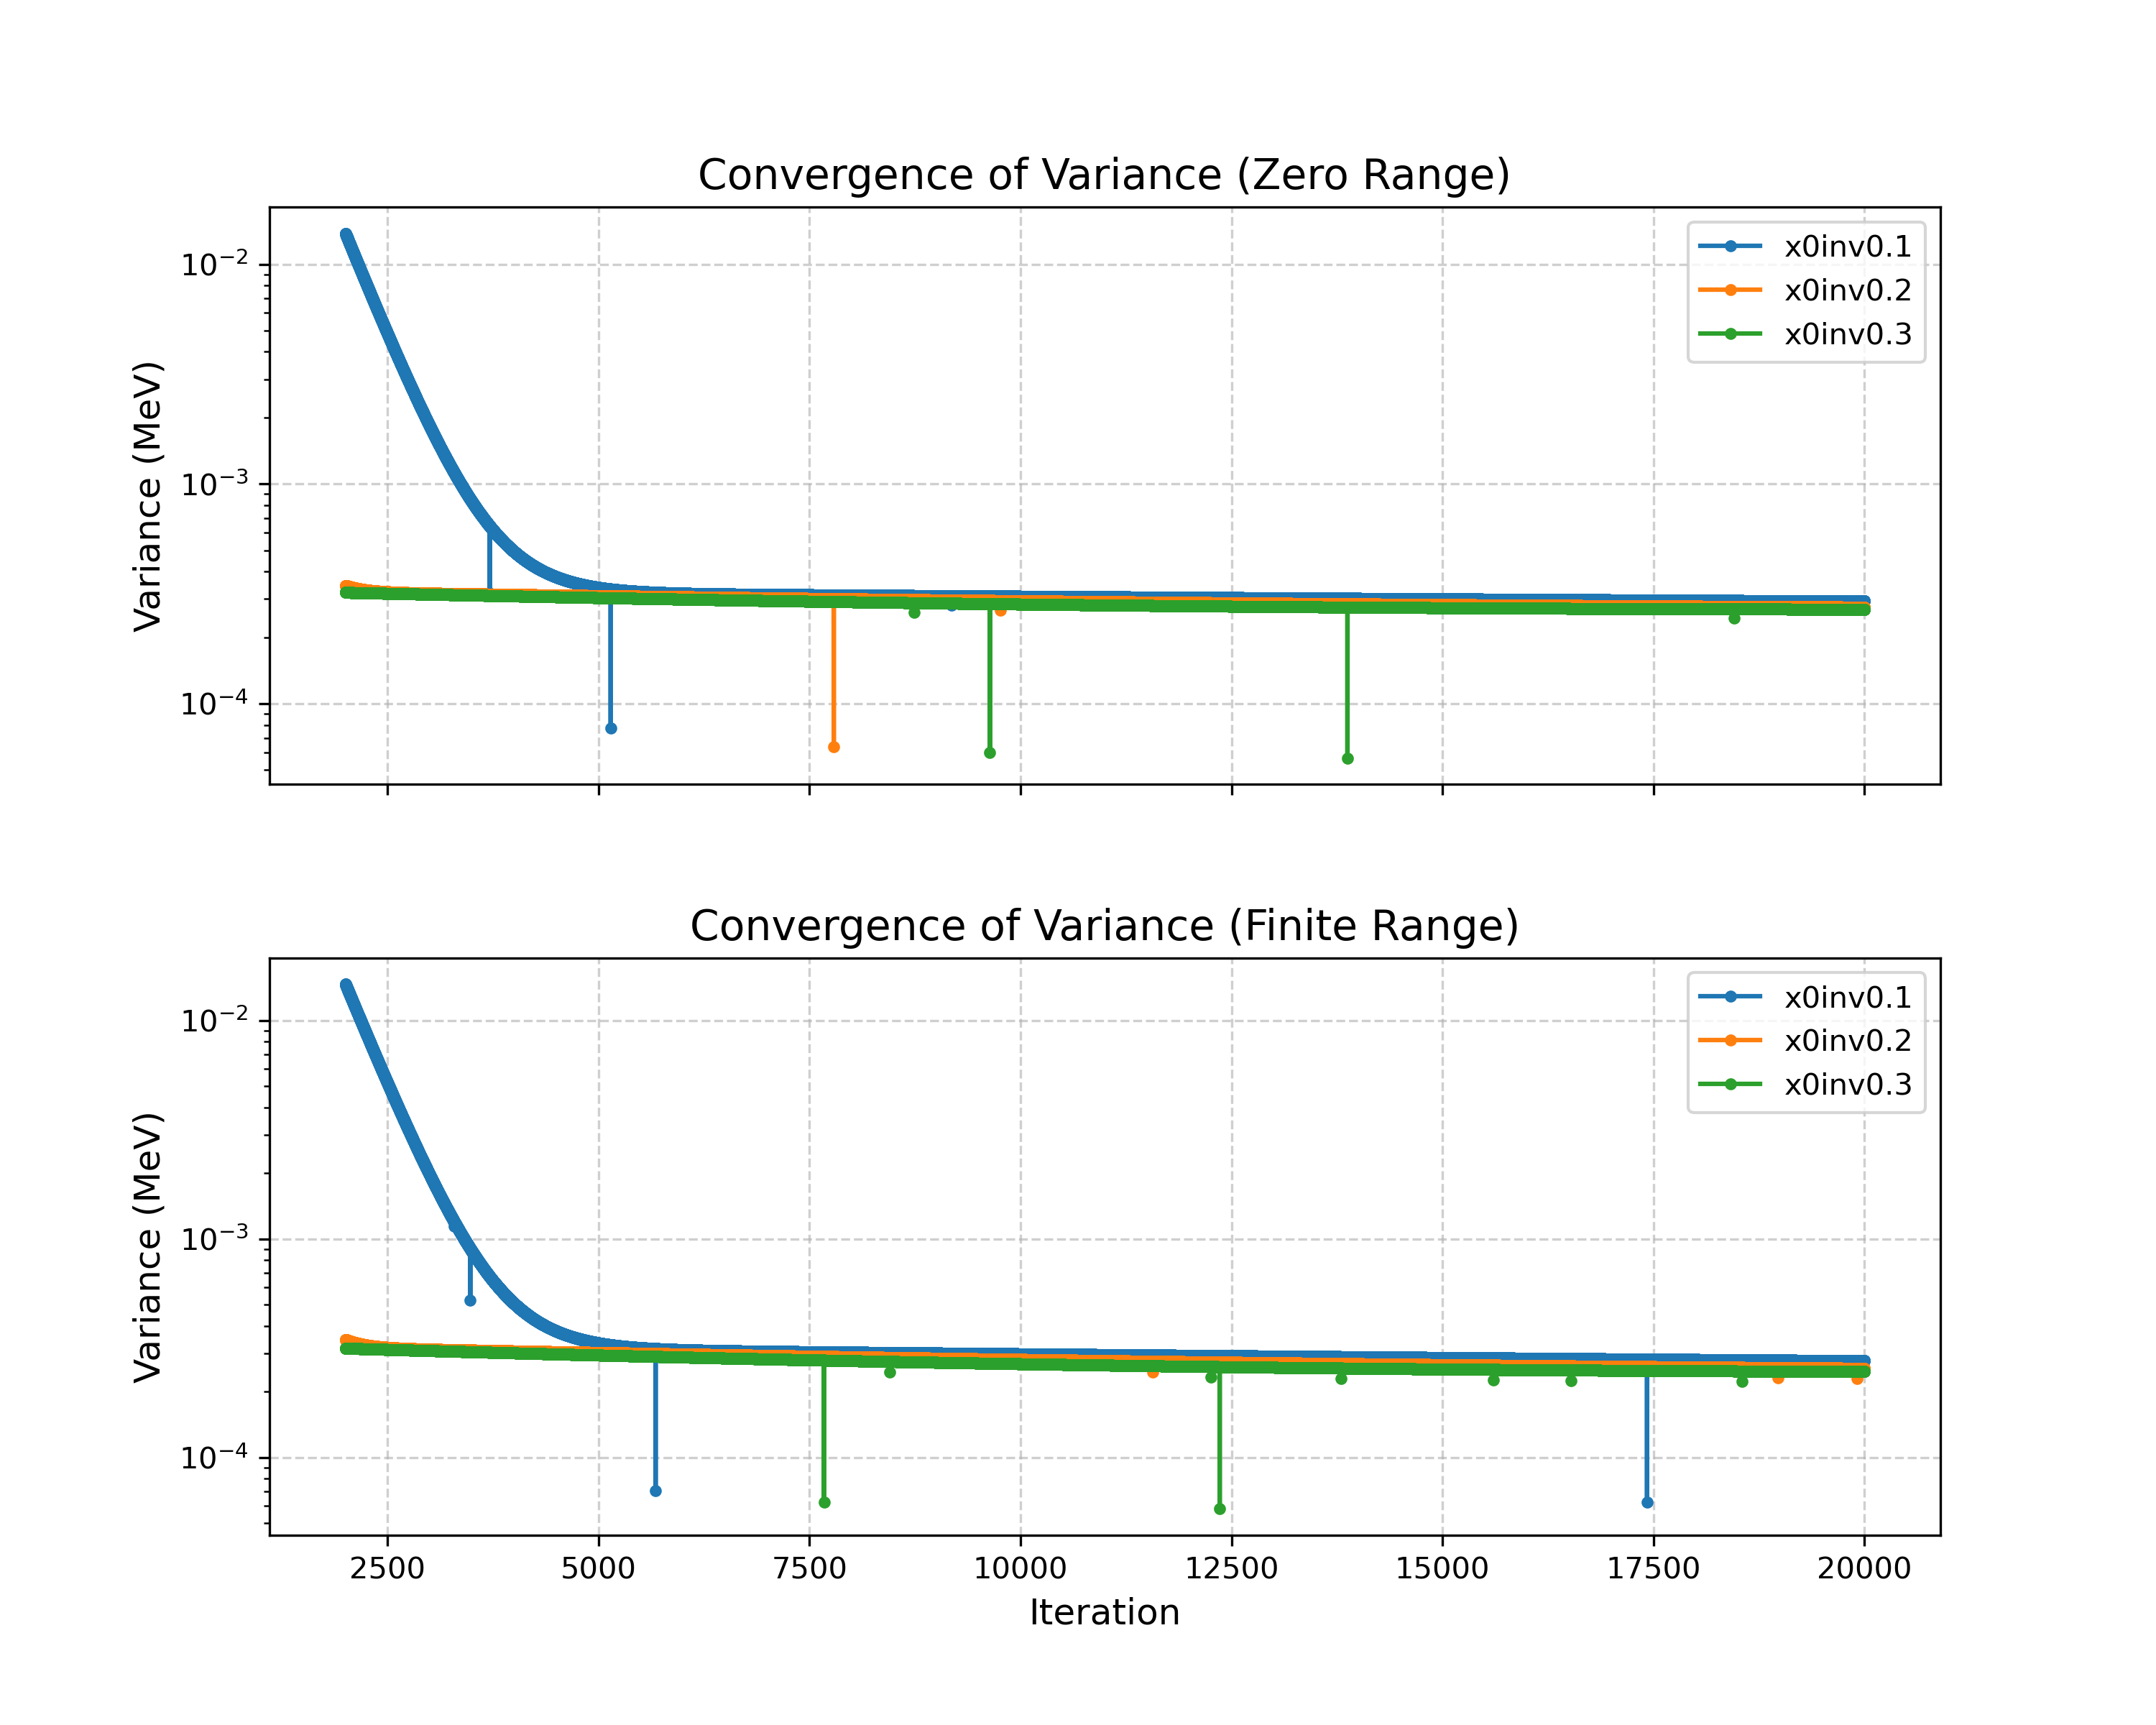 Convergence of Variance (Zero Range)
Variance (MeV)
10⁻²
10⁻³
10⁻⁴
x0inv0.1
x0inv0.2
x0inv0.3
Convergence of Variance (Finite Range)
Variance (MeV)
10⁻²
10⁻³
10⁻⁴
x0inv0.1
x0inv0.2
x0inv0.3
2500 5000 7500 10000 12500 15000 17500 20000
Iteration